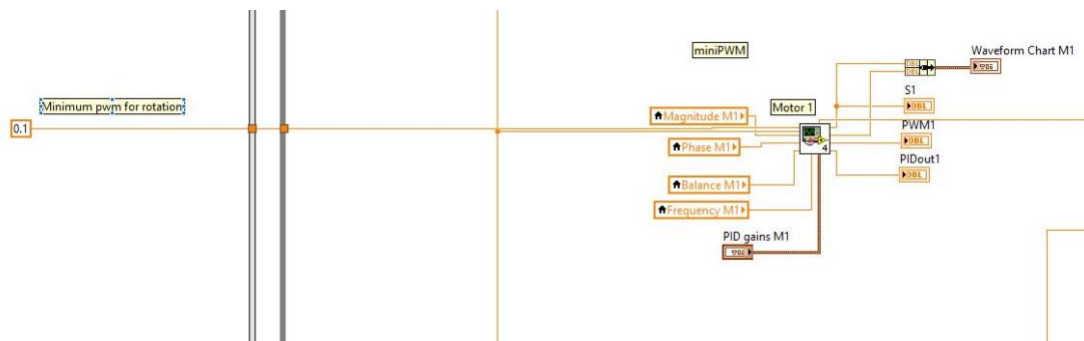 miniPWM
Waveform Chart M1
Minimum pwm for rotation
0.1
Magnitude M1
Motor 1
S1
DBL
Phase M1
4
PWM1
DBL
PIDout1
DBL
Balance M1
Frequency M1
PID gains M1